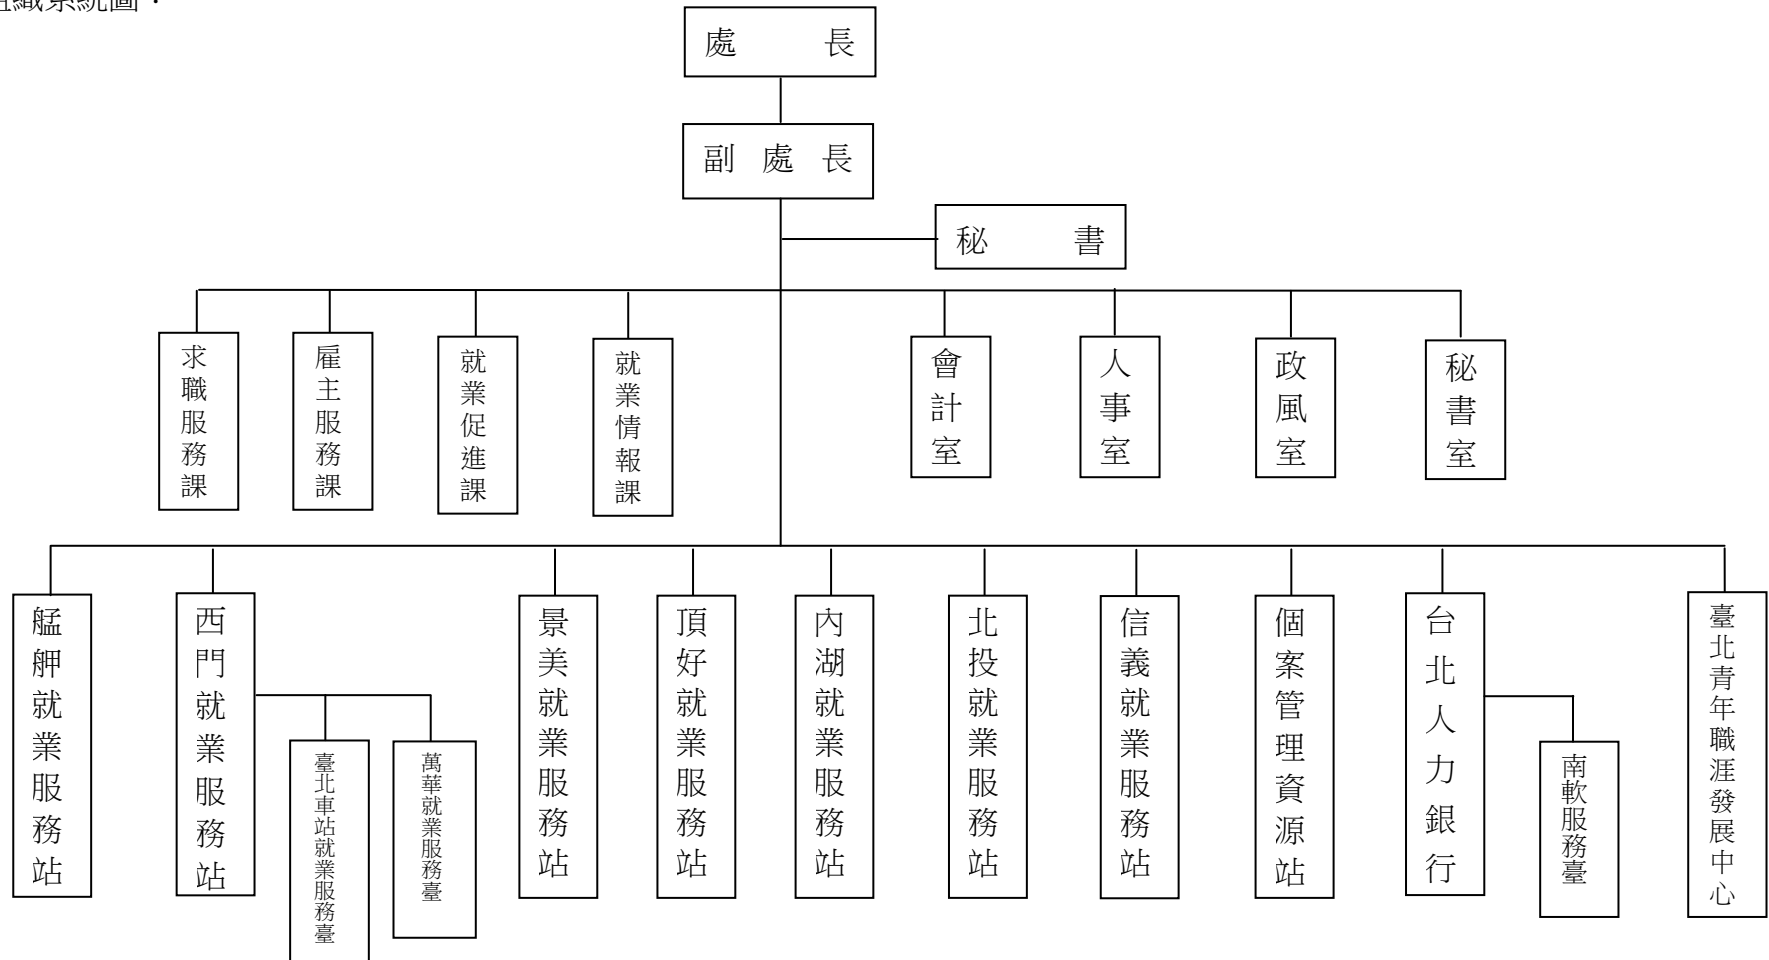 組織系統圖：
處長
副處長
秘書
求職服務課
雇主服務課
就業促進課
就業情報課
會計室
人事室
政風室
秘書室
艋舺就業服務站
西門就業服務站
臺北車站就業服務臺
萬華就業服務臺
景美就業服務站
頂好就業服務站
內湖就業服務站
北投就業服務站
信義就業服務站
個案管理資源站
台北人力銀行
南軟服務臺
臺北青年職涯發展中心